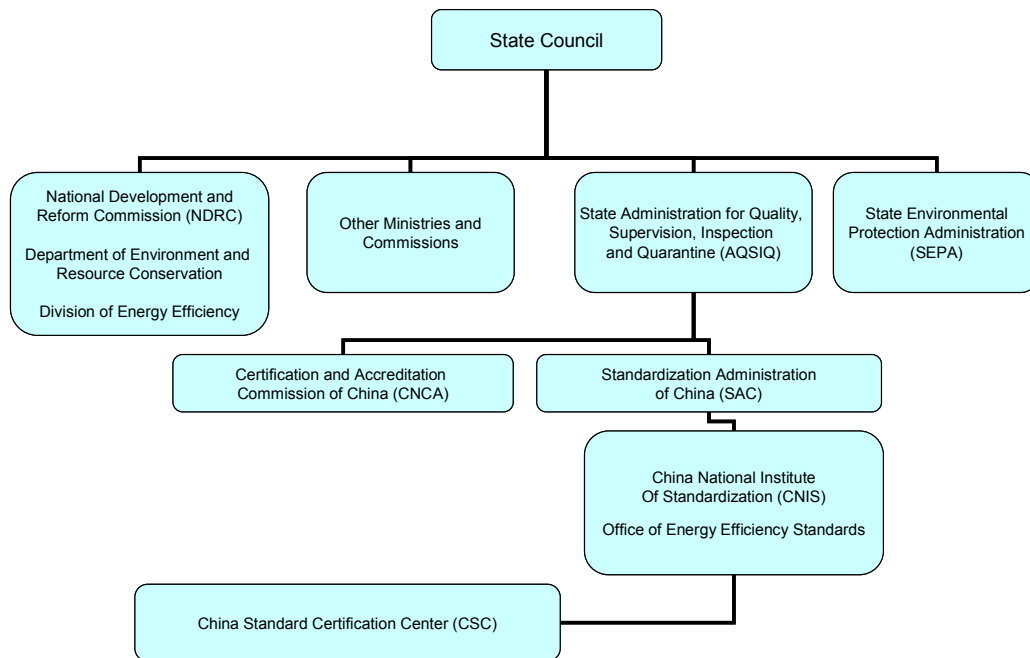 State Council
National Development and
Reform Commission (NDRC)
Department of Environment and
Resource Conservation
Division of Energy Efficiency
Other Ministries and
Commissions
State Administration for Quality,
Supervision, Inspection
and Quarantine (AQSIQ)
State Environmental
Protection Administration
(SEPA)
Certification and Accreditation
Commission of China (CNCA)
Standardization Administration
of China (SAC)
China National Institute
Of Standardization (CNIS)
Office of Energy Efficiency Standards
China Standard Certification Center (CSC)